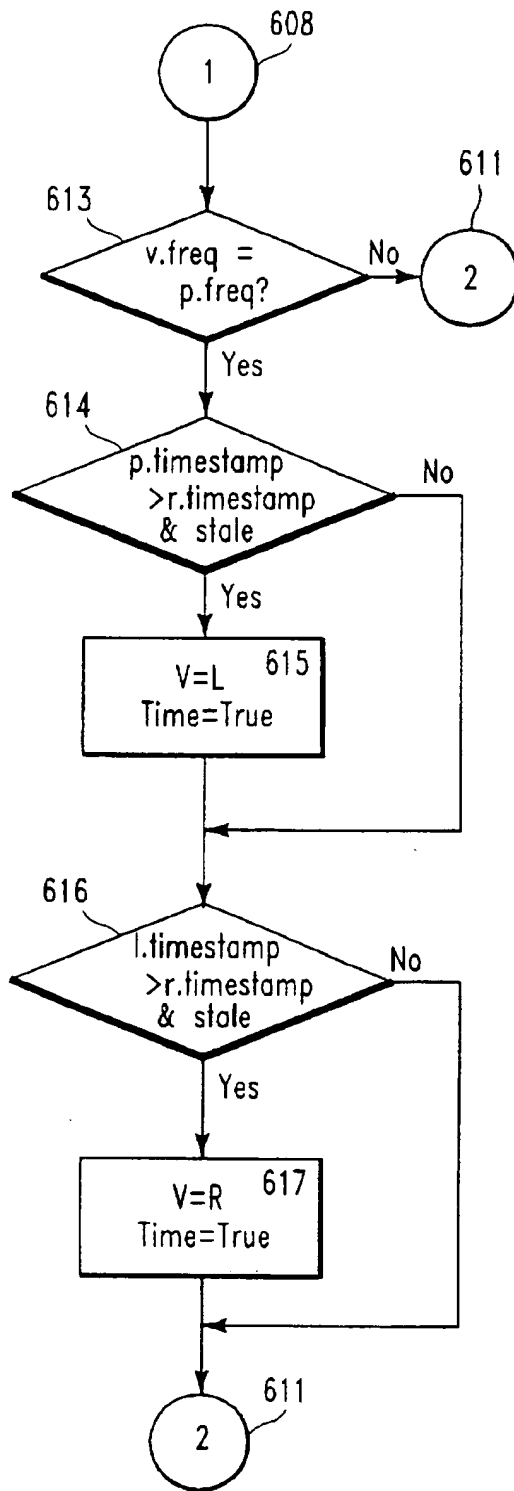 608
1
611
613
v.freq =
p.freq?
No
2
Yes
614
p.timestamp
>r.timestamp
& stale
No
Yes
615
V=L
Time=True
616
l.timestamp
>r.timestamp
& stale
No
Yes
617
V=R
Time=True
2
611